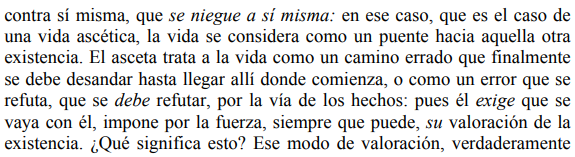 contra sí misma, que se niegue a sí misma: en ese caso, que es el caso de
una vida ascética, la vida se considera como un puente hacia aquella otra
existencia. El asceta trata a la vida como un camino errado que finalmente
se debe desandar hasta llegar allí donde comienza, o como un error que se
refuta, que se debe refutar, por la vía de los hechos: pues él exige que se
vaya con él, impone por la fuerza, siempre que puede, su valoración de la
existencia. ¿Qué significa esto? Ese modo de valoración, verdaderamente